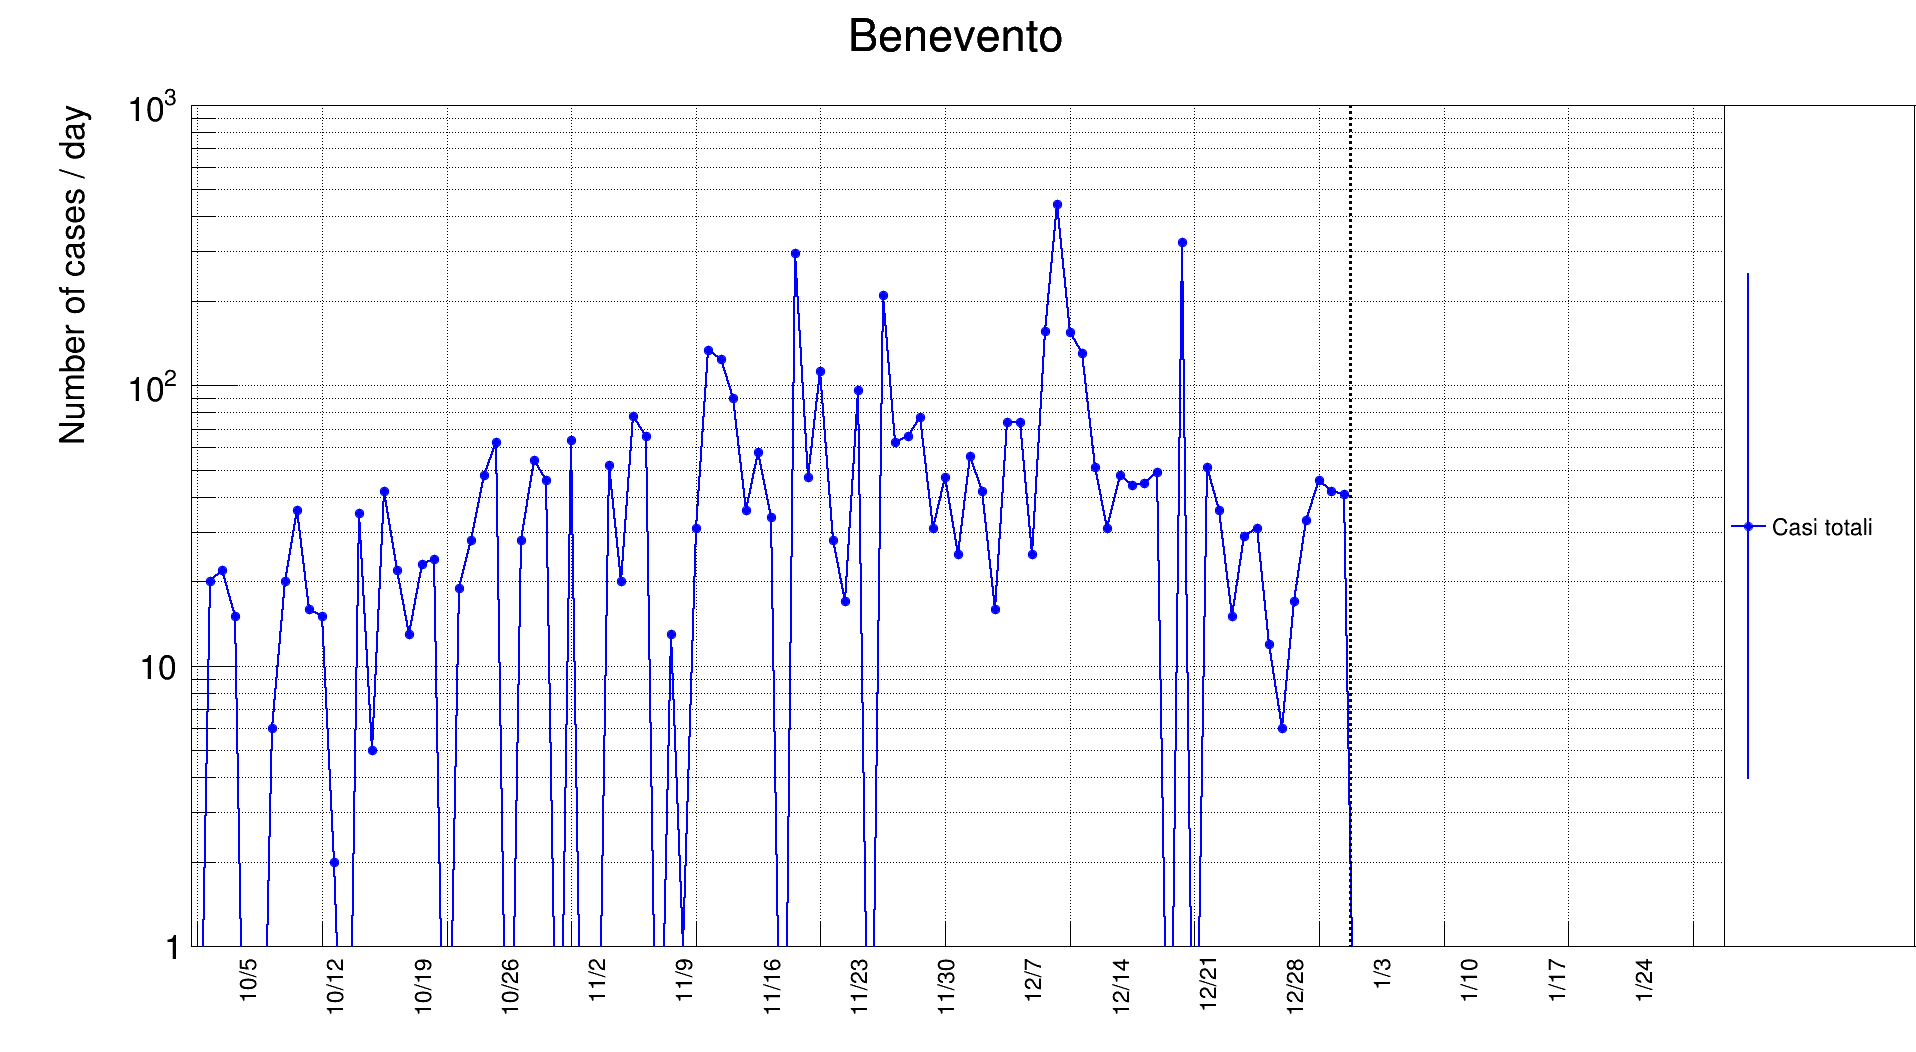 Benevento
Number of cases / day
10³
10²
10
1
10/5 10/12 10/19 10/26 11/2 11/9 11/16 11/23 11/30 12/7 12/14 12/21 12/28 1/3 1/10 1/17 1/24
Casi totali